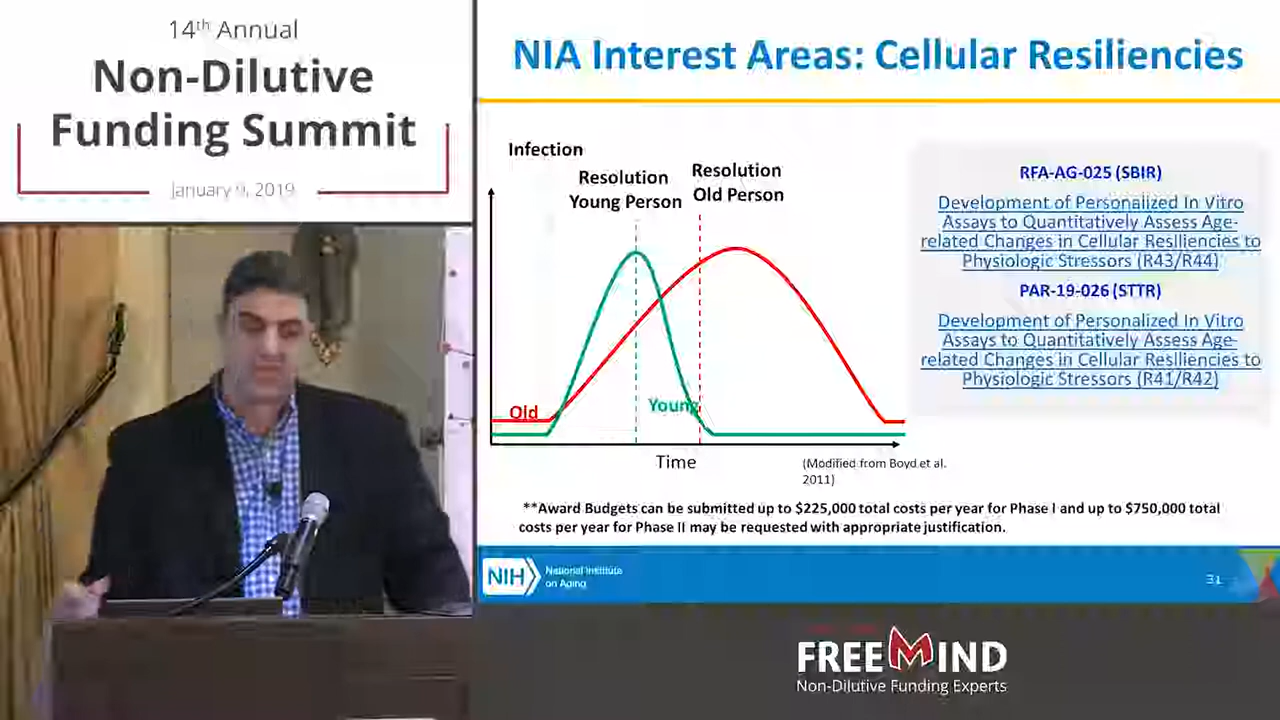 14th Annual
Non-Dilutive
Funding Summit
January 9, 2019
NIA Interest Areas: Cellular Resiliencies
Infection
Resolution
Young Person
Resolution
Old Person
Old
Young
Time
(Modified from Boyd et al.
2011)
RFA-AG-025 (SBIR)
Development of Personalized In Vitro
Assays to Quantitatively Assess Age-
related Changes in Cellular Resiliencies to
Physiologic Stressors (R43/R44)
PAR-19-026 (STTR)
Development of Personalized In Vitro
Assays to Quantitatively Assess Age-
related Changes in Cellular Resiliencies to
Physiologic Stressors (R41/R42)
**Award Budgets can be submitted up to $225,000 total costs per year for Phase I and up to $750,000 total
costs per year for Phase II may be requested with appropriate justification.
NIH
National Institute
on Aging
31
FREEMIND
Non-Dilutive Funding Experts